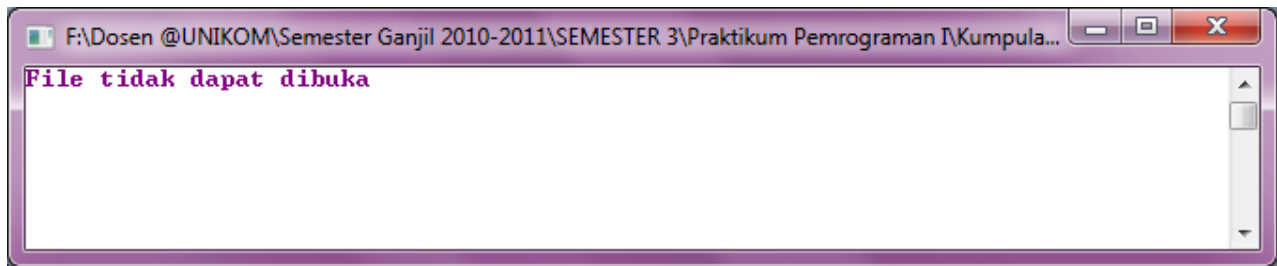 F:\Dosen @UNIKOM\Semester Ganjil 2010-2011\SEMESTER 3\Praktikum Pemrograman I\Kumpula...
File tidak dapat dibuka